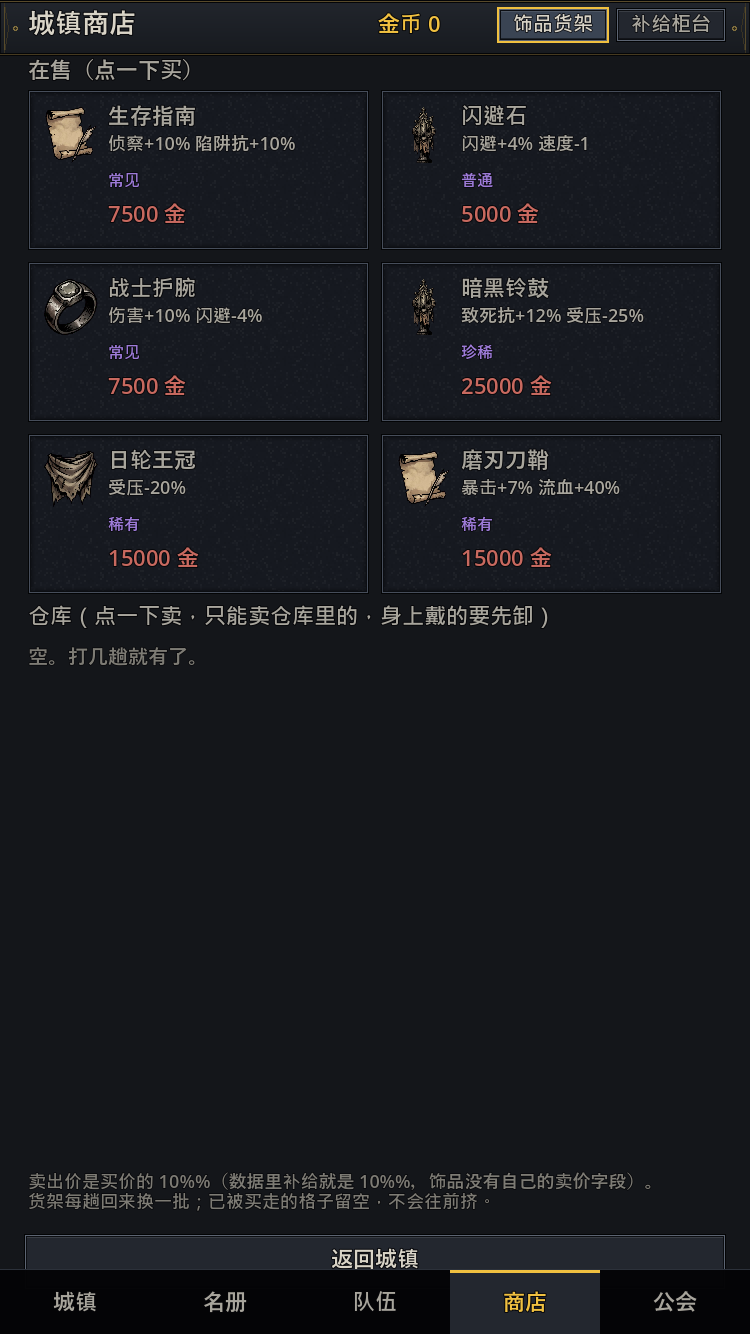 城镇商店
金币 0
饰品货架
补给柜台
在售（点一下买）
生存指南
侦察+10% 陷阱抗+10%
常见
7500 金
闪避石
闪避+4% 速度-1
普通
5000 金
战士护腕
伤害+10% 闪避-4%
常见
7500 金
暗黑铃鼓
致死抗+12% 受压-25%
珍稀
25000 金
日轮王冠
受压-20%
稀有
15000 金
磨刃刀鞘
暴击+7% 流血+40%
稀有
15000 金
仓库 ( 点一下卖 · 只能卖仓库里的 · 身上戴的要先卸 )
空。打几趟就有了。
卖出价是买价的 10%%（数据里补给就是 10%%，饰品没有自己的卖价字段）。
货架每趟回来换一批；已被买走的格子留空 · 不会往前挤。
返回城镇
城镇
名册
队伍
商店
公会